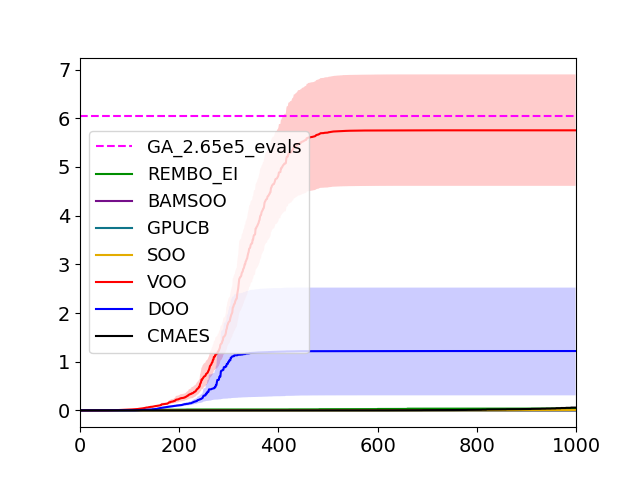 7
6
5
4
3
2
1
0
GA_2.65e5_evals
REMBO_EI
BAMSOO
GPUCB
SOO
VOO
DOO
CMAES
0 200 400 600 800 1000